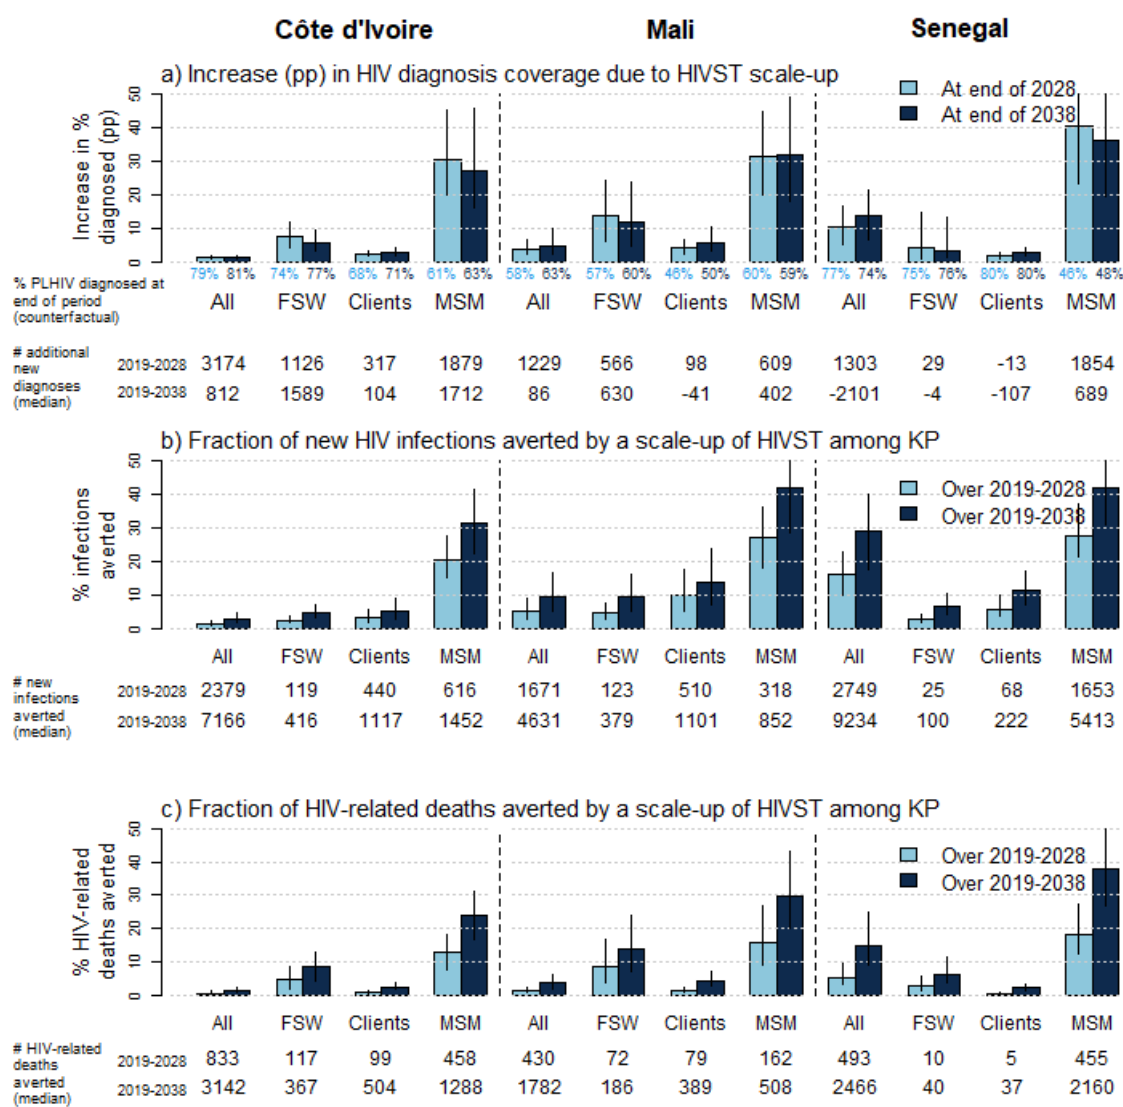 Côte d'Ivoire Mali Senegal
a) Increase (pp) in HIV diagnosis coverage due to HIVST scale-up
At end of 2028
At end of 2038
Increase in %
diagnosed (pp)
50
40
30
20
10
0
79% 81% 74% 77% 68% 71% 61% 63% 58% 63% 57% 60% 46% 50% 60% 59% 77% 74% 75% 76% 80% 80% 46% 48%
% PLHIV diagnosed at
end of period
(counterfactual)
All FSW Clients MSM All FSW Clients MSM All FSW Clients MSM
# additional
new
diagnoses
(median)
2019-2028 3174 1126 317 1879 1229 566 98 609 1303 29 -13 1854
2019-2038 812 1589 104 1712 86 630 -41 402 -2101 -4 -107 689
b) Fraction of new HIV infections averted by a scale-up of HIVST among KP
Over 2019-2028
Over 2019-2038
% infections
averted
50
40
30
20
10
0
All FSW Clients MSM All FSW Clients MSM All FSW Clients MSM
# new
infections
averted
(median)
2019-2028 2379 119 440 616 1671 123 510 318 2749 25 68 1653
2019-2038 7166 416 1117 1452 4631 379 1101 852 9234 100 222 5413
c) Fraction of HIV-related deaths averted by a scale-up of HIVST among KP
Over 2019-2028
Over 2019-2038
% HIV-related
deaths averted
50
40
30
20
10
0
All FSW Clients MSM All FSW Clients MSM All FSW Clients MSM
# HIV-related
deaths
averted
(median)
2019-2028 833 117 99 458 430 72 79 162 493 10 5 455
2019-2038 3142 367 504 1288 1782 186 389 508 2466 40 37 2160